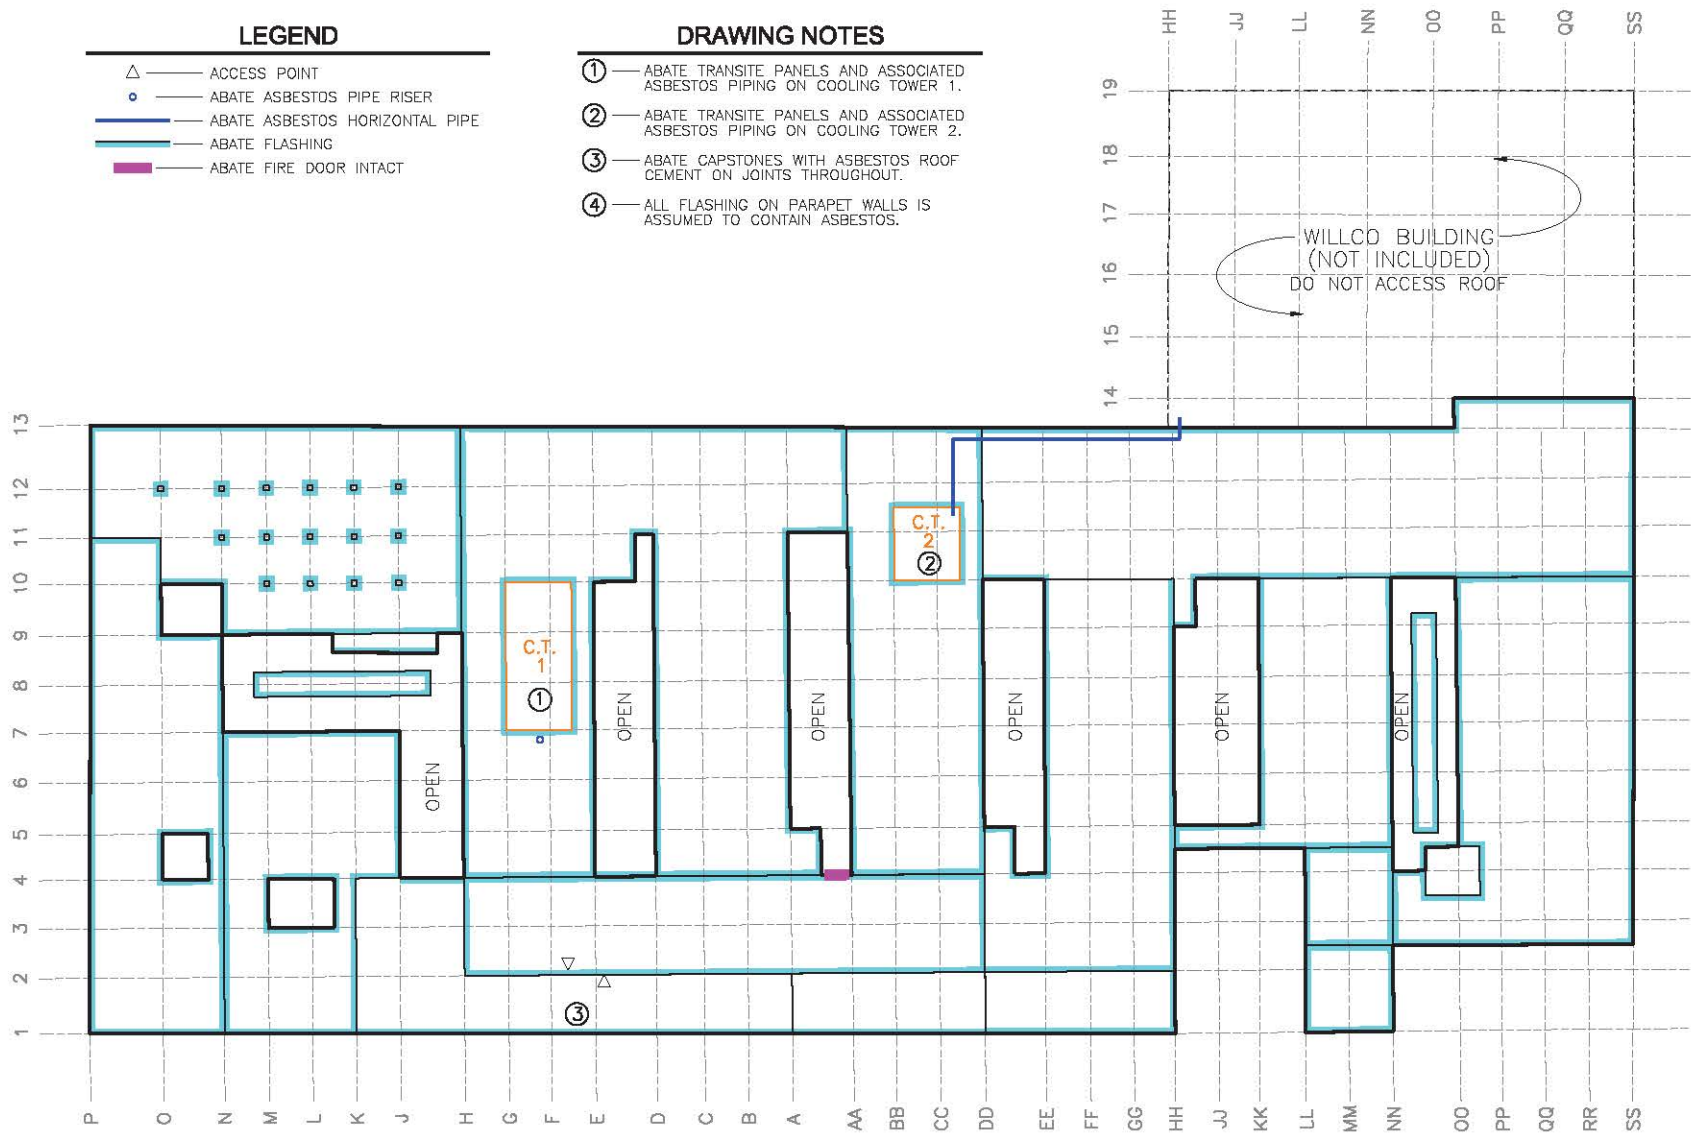 LEGEND
ACCESS POINT
ABATE ASBESTOS PIPE RISER
ABATE ASBESTOS HORIZONTAL PIPE
ABATE FLASHING
ABATE FIRE DOOR INTACT
DRAWING NOTES
1 ABATE TRANSITE PANELS AND ASSOCIATED
ASBESTOS PIPING ON COOLING TOWER 1.
2 ABATE TRANSITE PANELS AND ASSOCIATED
ASBESTOS PIPING ON COOLING TOWER 2.
3 ABATE CAPSTONES WITH ASBESTOS ROOF
CEMENT ON JOINTS THROUGHOUT.
4 ALL FLASHING ON PARAPET WALLS IS
ASSUMED TO CONTAIN ASBESTOS.
HH JJ LL NN OO PP QQ SS
19
18
17
16
15
14
WILLCO BUILDING
(NOT INCLUDED)
DO NOT ACCESS ROOF
13
12
11
10
9
8
7
6
5
4
3
2
1
C.T.
1
1
C.T.
2
2
OPEN
OPEN
OPEN
OPEN
OPEN
OPEN
3
P O N M L K J H G F E D C B A AA BB CC DD EE FF GG HH JJ KK LL MM NN OO PP QQ RR SS